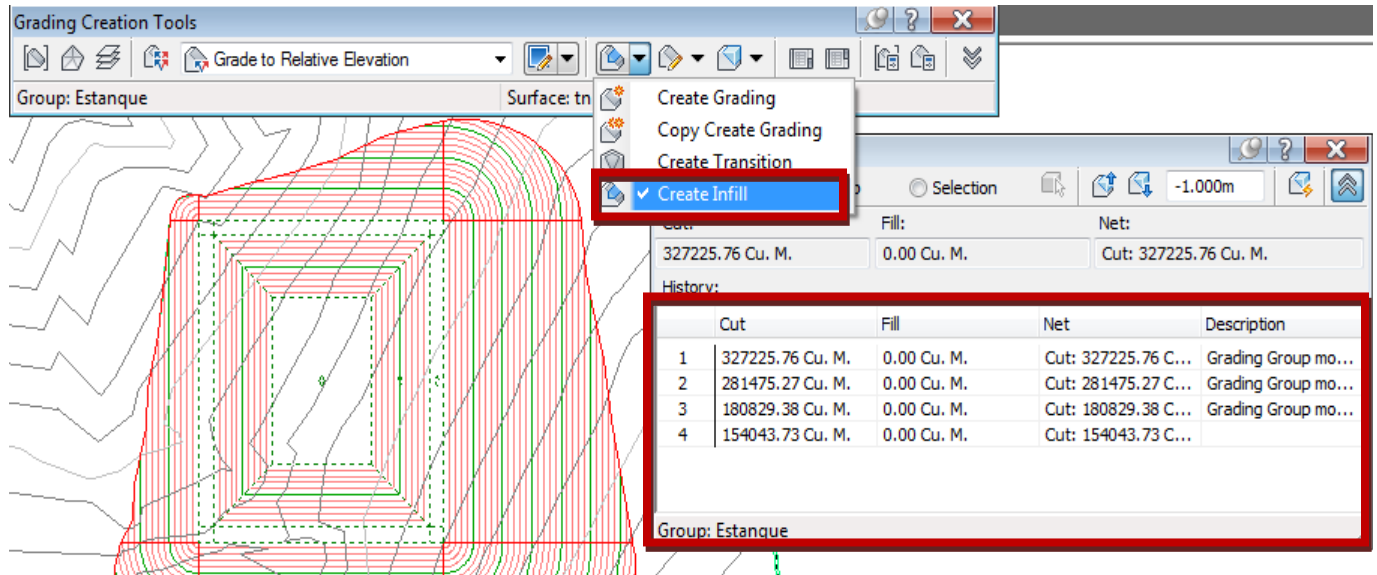 Grading Creation Tools
Grade to Relative Elevation
Group: Estanque
Surface: tn
Create Grading
Copy Create Grading
Create Transition
Create Infill
Selection
-1.000m
Cut:
Fill:
Net:
327225.76 Cu. M.
0.00 Cu. M.
Cut: 327225.76 Cu. M.
History:
Cut Fill Net Description
1 327225.76 Cu. M. 0.00 Cu. M. Cut: 327225.76 C... Grading Group mo...
2 281475.27 Cu. M. 0.00 Cu. M. Cut: 281475.27 C... Grading Group mo...
3 180829.38 Cu. M. 0.00 Cu. M. Cut: 180829.38 C... Grading Group mo...
4 154043.73 Cu. M. 0.00 Cu. M. Cut: 154043.73 C...
Group: Estanque